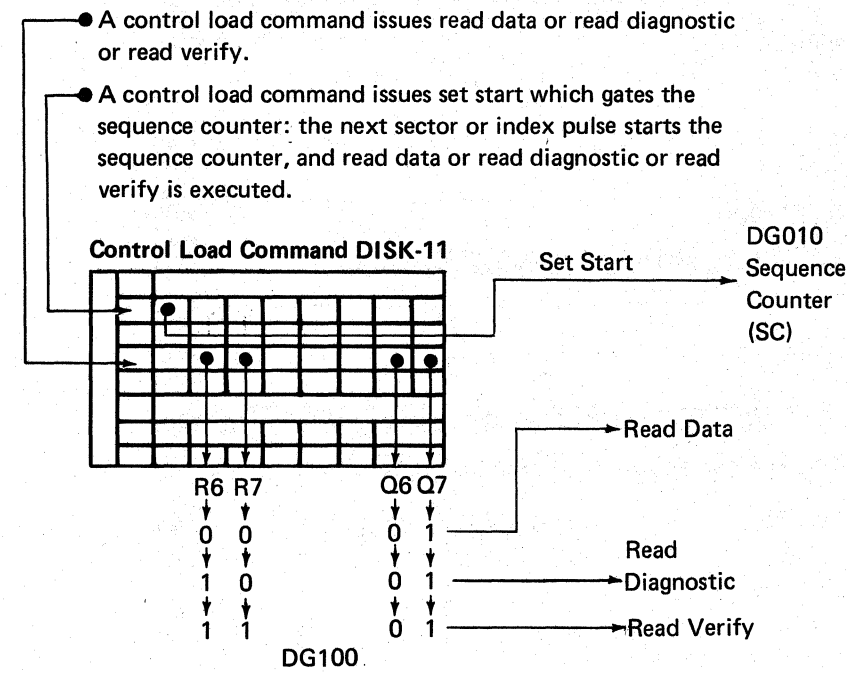 ● A control load command issues read data or read diagnostic
or read verify.
● A control load command issues set start which gates the
sequence counter: the next sector or index pulse starts the
sequence counter, and read data or read diagnostic or read
verify is executed.
Control Load Command DISK-11
Set Start
DG010
Sequence
Counter
(SC)
Read Data
R6 R7 Q6 Q7
0 0 0 1
Read
1 0 0 1 Diagnostic
1 1 0 1 Read Verify
DG100